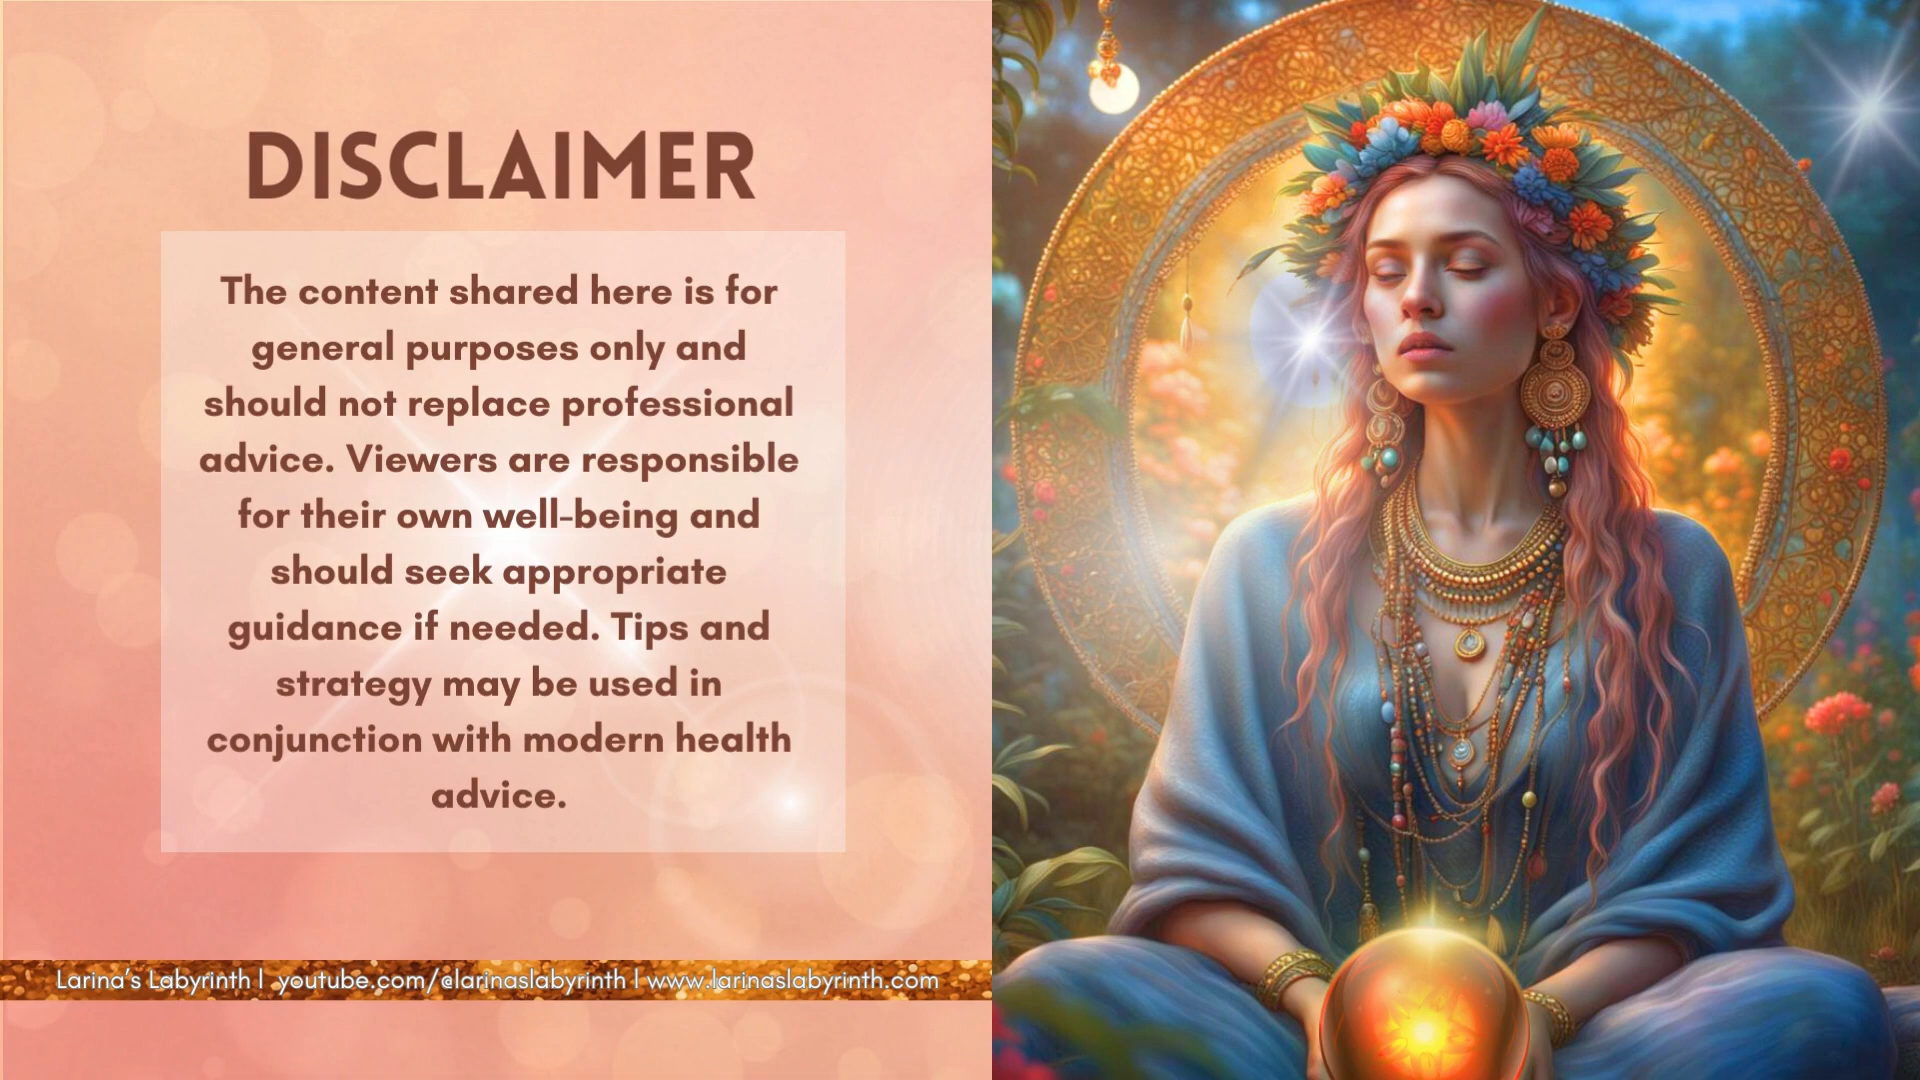 DISCLAIMER
The content shared here is for
general purposes only and
should not replace professional
advice. Viewers are responsible
for their own well-being and
should seek appropriate
guidance if needed. Tips and
strategy may be used in
conjunction with modern health
advice.
Larina's Labyrinth | youtube.com/@larinaslabyrinth | www.larinaslabyrinth.com